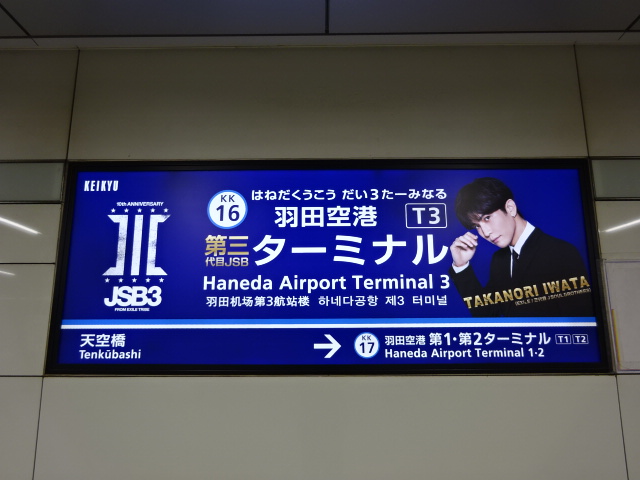 KEIKYU
10th ANNIVERSARY
JSB3
FROM EXILE TRIBE
KK
16
はねだくうこう だい3たーみなる
羽田空港 T3
第三
代目JSB
ターミナル
Haneda Airport Terminal 3
羽田机场第3航站楼 하네다공항 제3 터미널
TAKANORI IWATA
天空橋
Tenkūbashi
→
KK
17
羽田空港 第1・第2ターミナル T1 T2
Haneda Airport Terminal 1·2